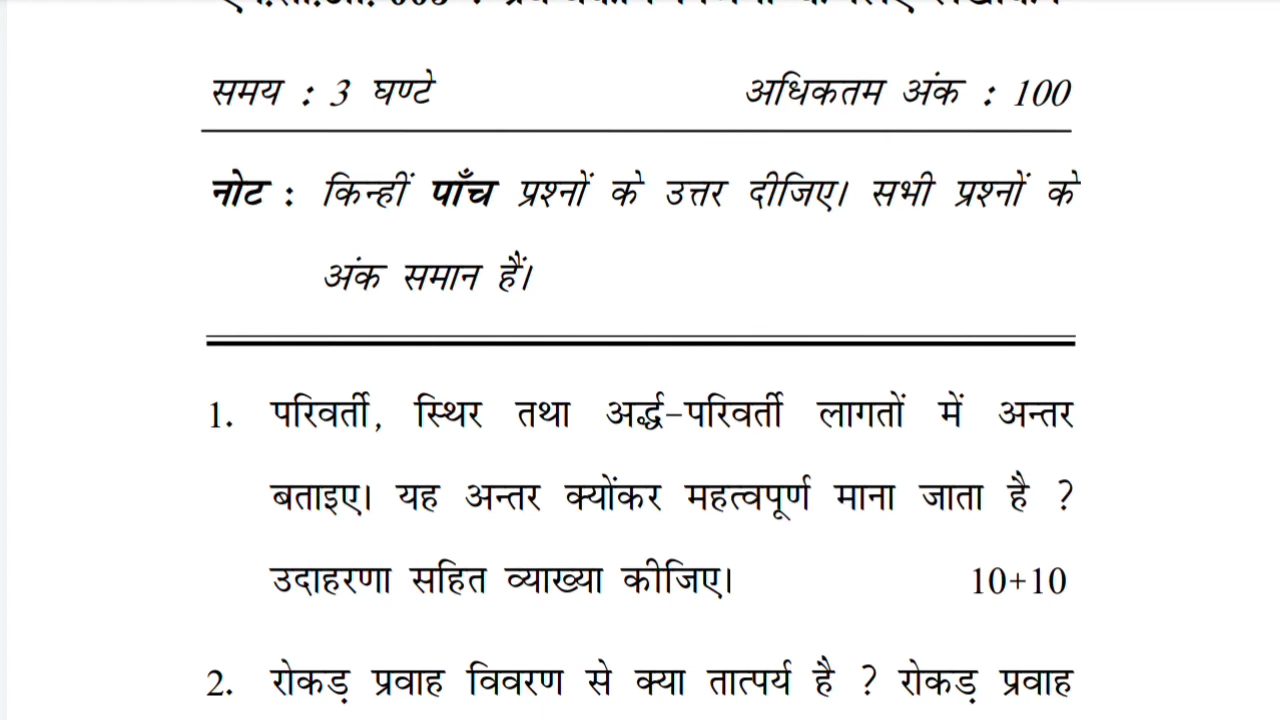 समय : 3 घण्टे अधिकतम अंक : 100
नोट : किन्हीं पाँच प्रश्नों के उत्तर दीजिए। सभी प्रश्नों के
अंक समान हैं।
1. परिवर्ती, स्थिर तथा अर्द्ध-परिवर्ती लागतों में अन्तर
बताइए। यह अन्तर क्योंकर महत्वपूर्ण माना जाता है ?
उदाहरणा सहित व्याख्या कीजिए। 10+10
2. रोकड़ प्रवाह विवरण से क्या तात्पर्य है ? रोकड़ प्रवाह